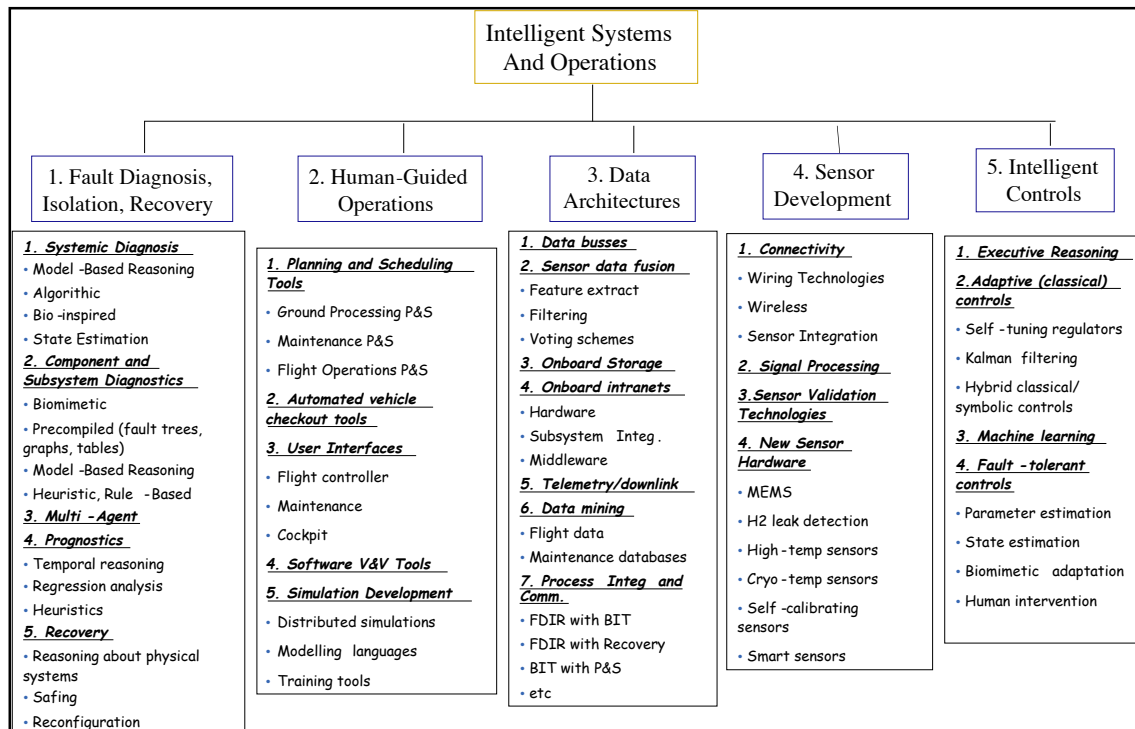 Intelligent Systems
And Operations
1. Fault Diagnosis,
Isolation, Recovery
1. Systemic Diagnosis
• Model -Based Reasoning
• Algorithic
• Bio -inspired
• State Estimation
2. Component and
Subsystem Diagnostics
• Biomimetic
• Precompiled (fault trees,
graphs, tables)
• Model-Based Reasoning
• Heuristic, Rule -Based
3. Multi -Agent
4. Prognostics
• Temporal reasoning
• Regression analysis
• Heuristics
5. Recovery
• Reasoning about physical
systems
• Safing
• Reconfiguration
2. Human-Guided
Operations
1. Planning and Scheduling
Tools
• Ground Processing P&S
• Maintenance P&S
• Flight Operations P&S
2. Automated vehicle
checkout tools
3. User Interfaces
• Flight controller
• Maintenance
• Cockpit
4. Software V&V Tools
5. Simulation Development
• Distributed simulations
• Modelling languages
• Training tools
3. Data
Architectures
1. Data busses
2. Sensor data fusion
• Feature extract
• Filtering
• Voting schemes
3. Onboard Storage
4. Onboard intranets
• Hardware
• Subsystem Integ.
• Middleware
5. Telemetry/downlink
6. Data mining
• Flight data
• Maintenance databases
7. Process Integ and
Comm.
• FDIR with BIT
• FDIR with Recovery
• BIT with P&S
• etc
4. Sensor
Development
1. Connectivity
• Wiring Technologies
• Wireless
• Sensor Integration
2. Signal Processing
3.Sensor Validation
Technologies
4. New Sensor
Hardware
• MEMS
• H2 leak detection
• High -temp sensors
• Cryo -temp sensors
• Self -calibrating
sensors
• Smart sensors
5. Intelligent
Controls
1. Executive Reasoning
2.Adaptive (classical)
controls
• Self -tuning regulators
• Kalman filtering
• Hybrid classical/
symbolic controls
3. Machine learning
4. Fault -tolerant
controls
• Parameter estimation
• State estimation
• Biomimetic adaptation
• Human intervention